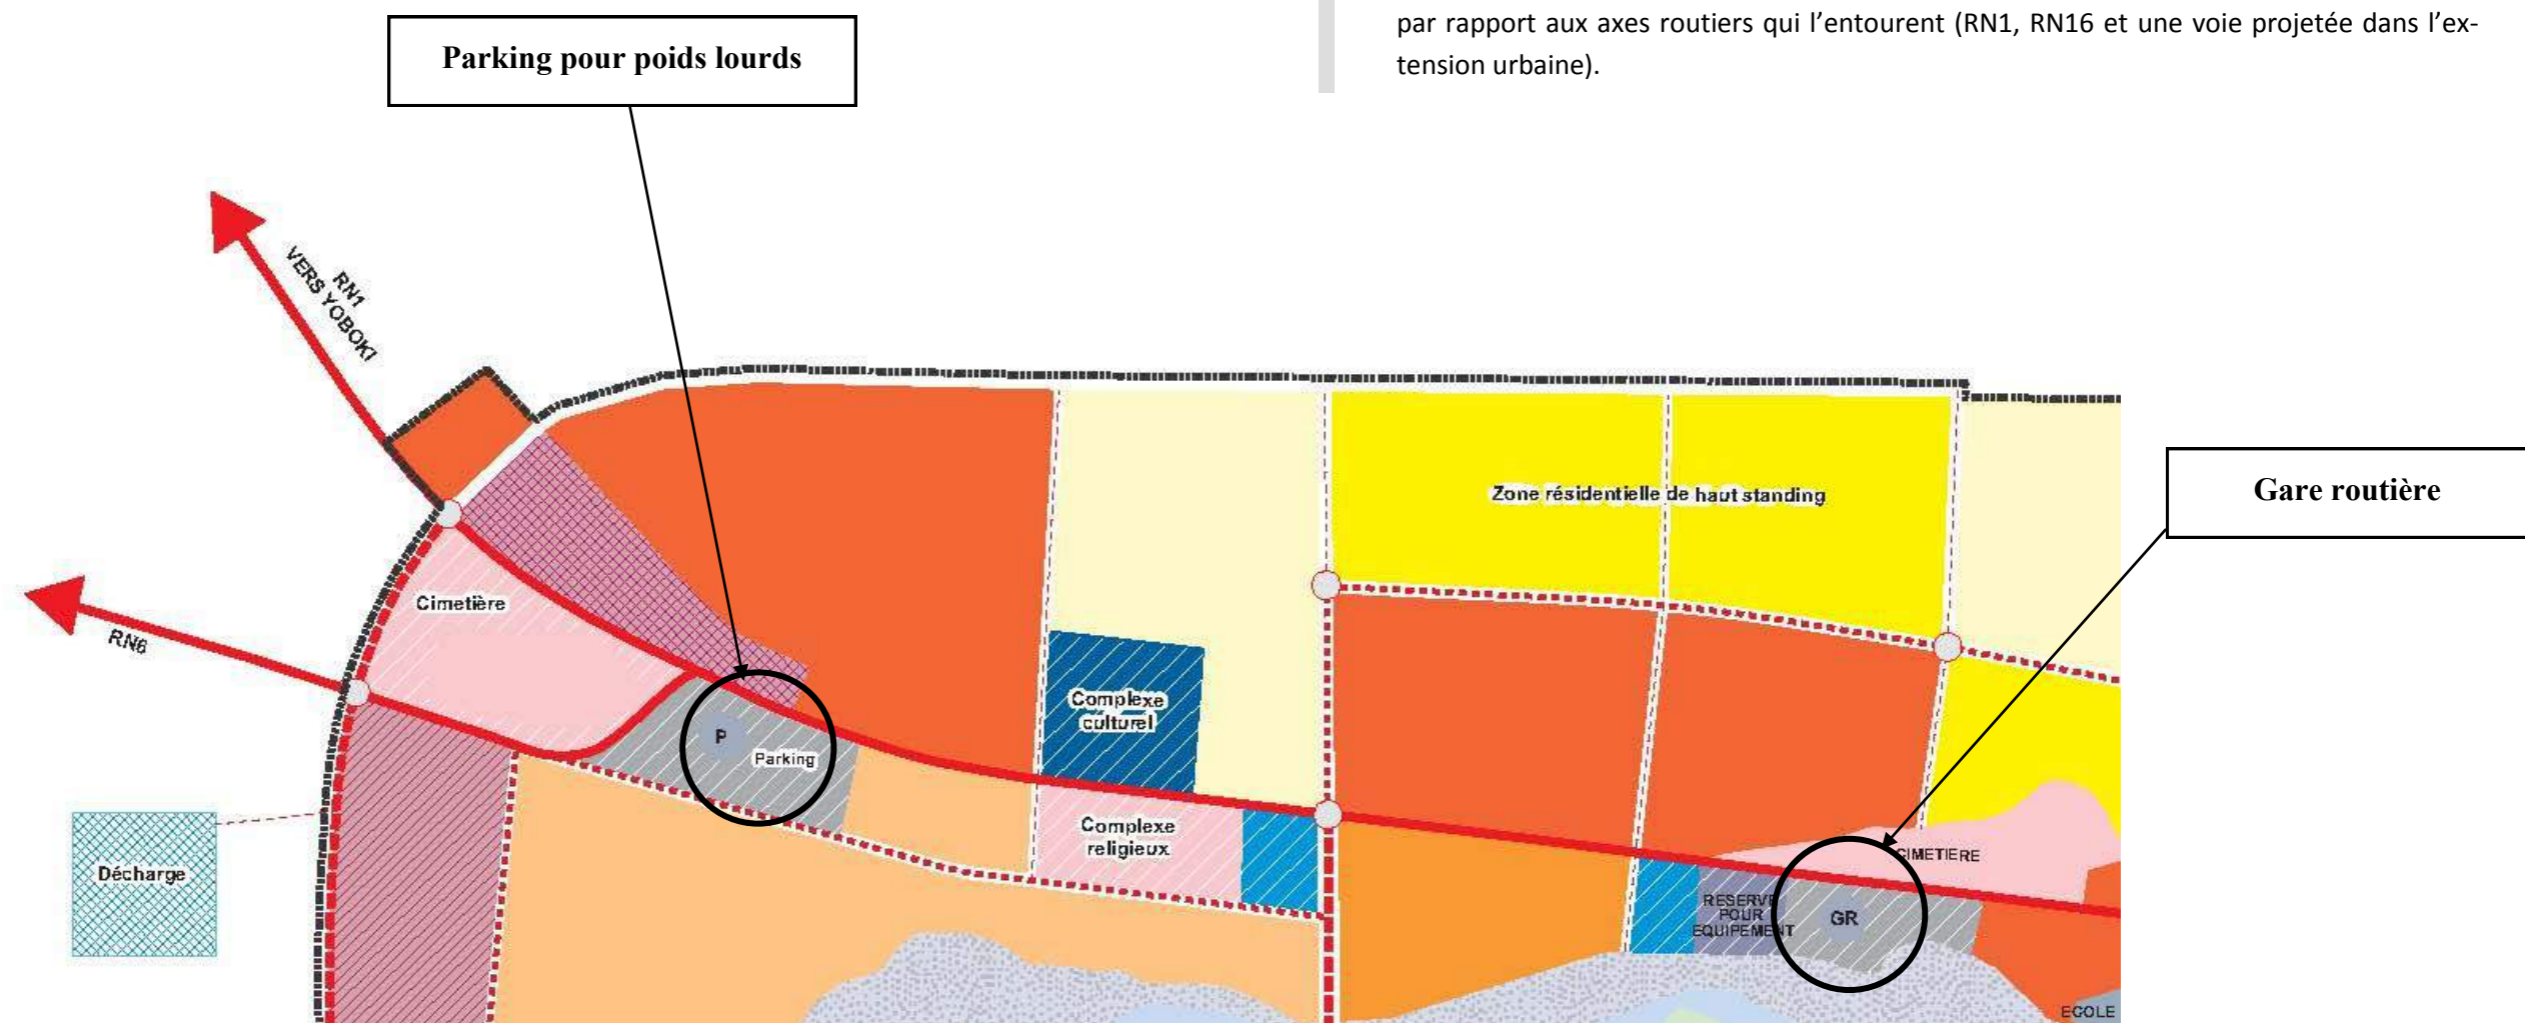 par rapport aux axes routiers qui l'entourent (RN1, RN16 et une voie projetée dans l'ex-
tension urbaine).
Parking pour poids lourds
RN1
VERS YOBOKI
RN6
Cimetière
Zone résidentielle de haut standing
Gare routière
Complexe
culturel
P
Parking
Complexe
religieux
Décharge
CIMETIERE
RESERVE
POUR
EQUIPEMENT
GR
ECOLE